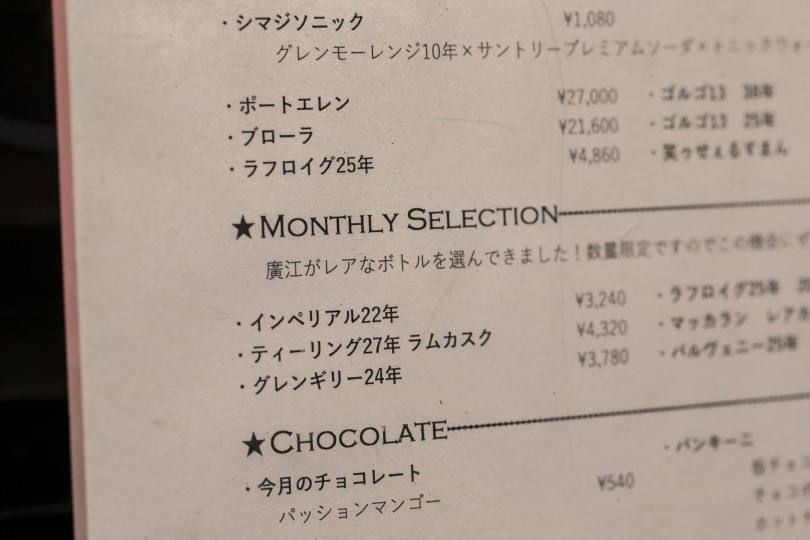 ・シマジソニック ¥1,080
グレンモーレンジ10年×サントリープレミアムソーダ×トニックウォー
・ポートエレン ¥27,000 ・ゴルゴ13
・ブローラ ¥21,600 ・ゴルゴ13 25年
・ラフロイグ25年 ¥4,860 ・笑ゥせぇるすまん
★MONTHLY SELECTION
廣江がレアなボトルを選んできました！数量限定ですのでこの機会にぜ
・インペリアル22年 ¥3,240 ・ラフロイグ25年
・ティーリング27年 ラムカスク ¥4,320 ・マッカラン レアカ
・グレンギリー24年 ¥3,780 ・バルヴェニー25年
★CHOCOLATE
・今月のチョコレート ¥540 ・パンキーニ
パッションマンゴー